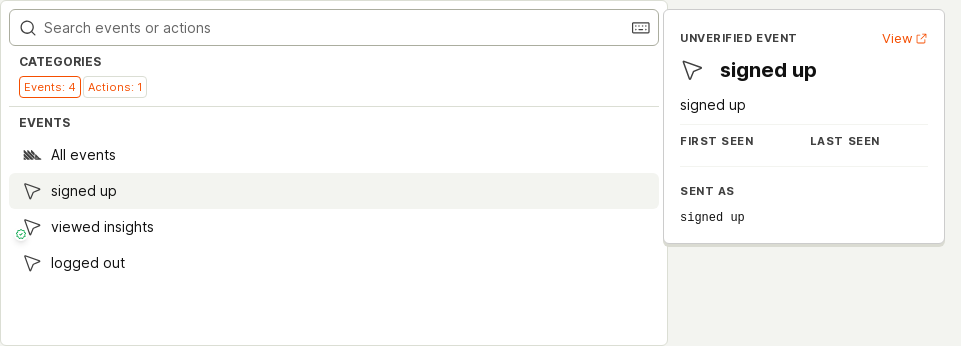 Search events or actions
CATEGORIES
Events: 4 Actions: 1
EVENTS
All events
signed up
viewed insights
logged out
UNVERIFIED EVENT View
signed up
signed up
FIRST SEEN LAST SEEN
SENT AS
signed up